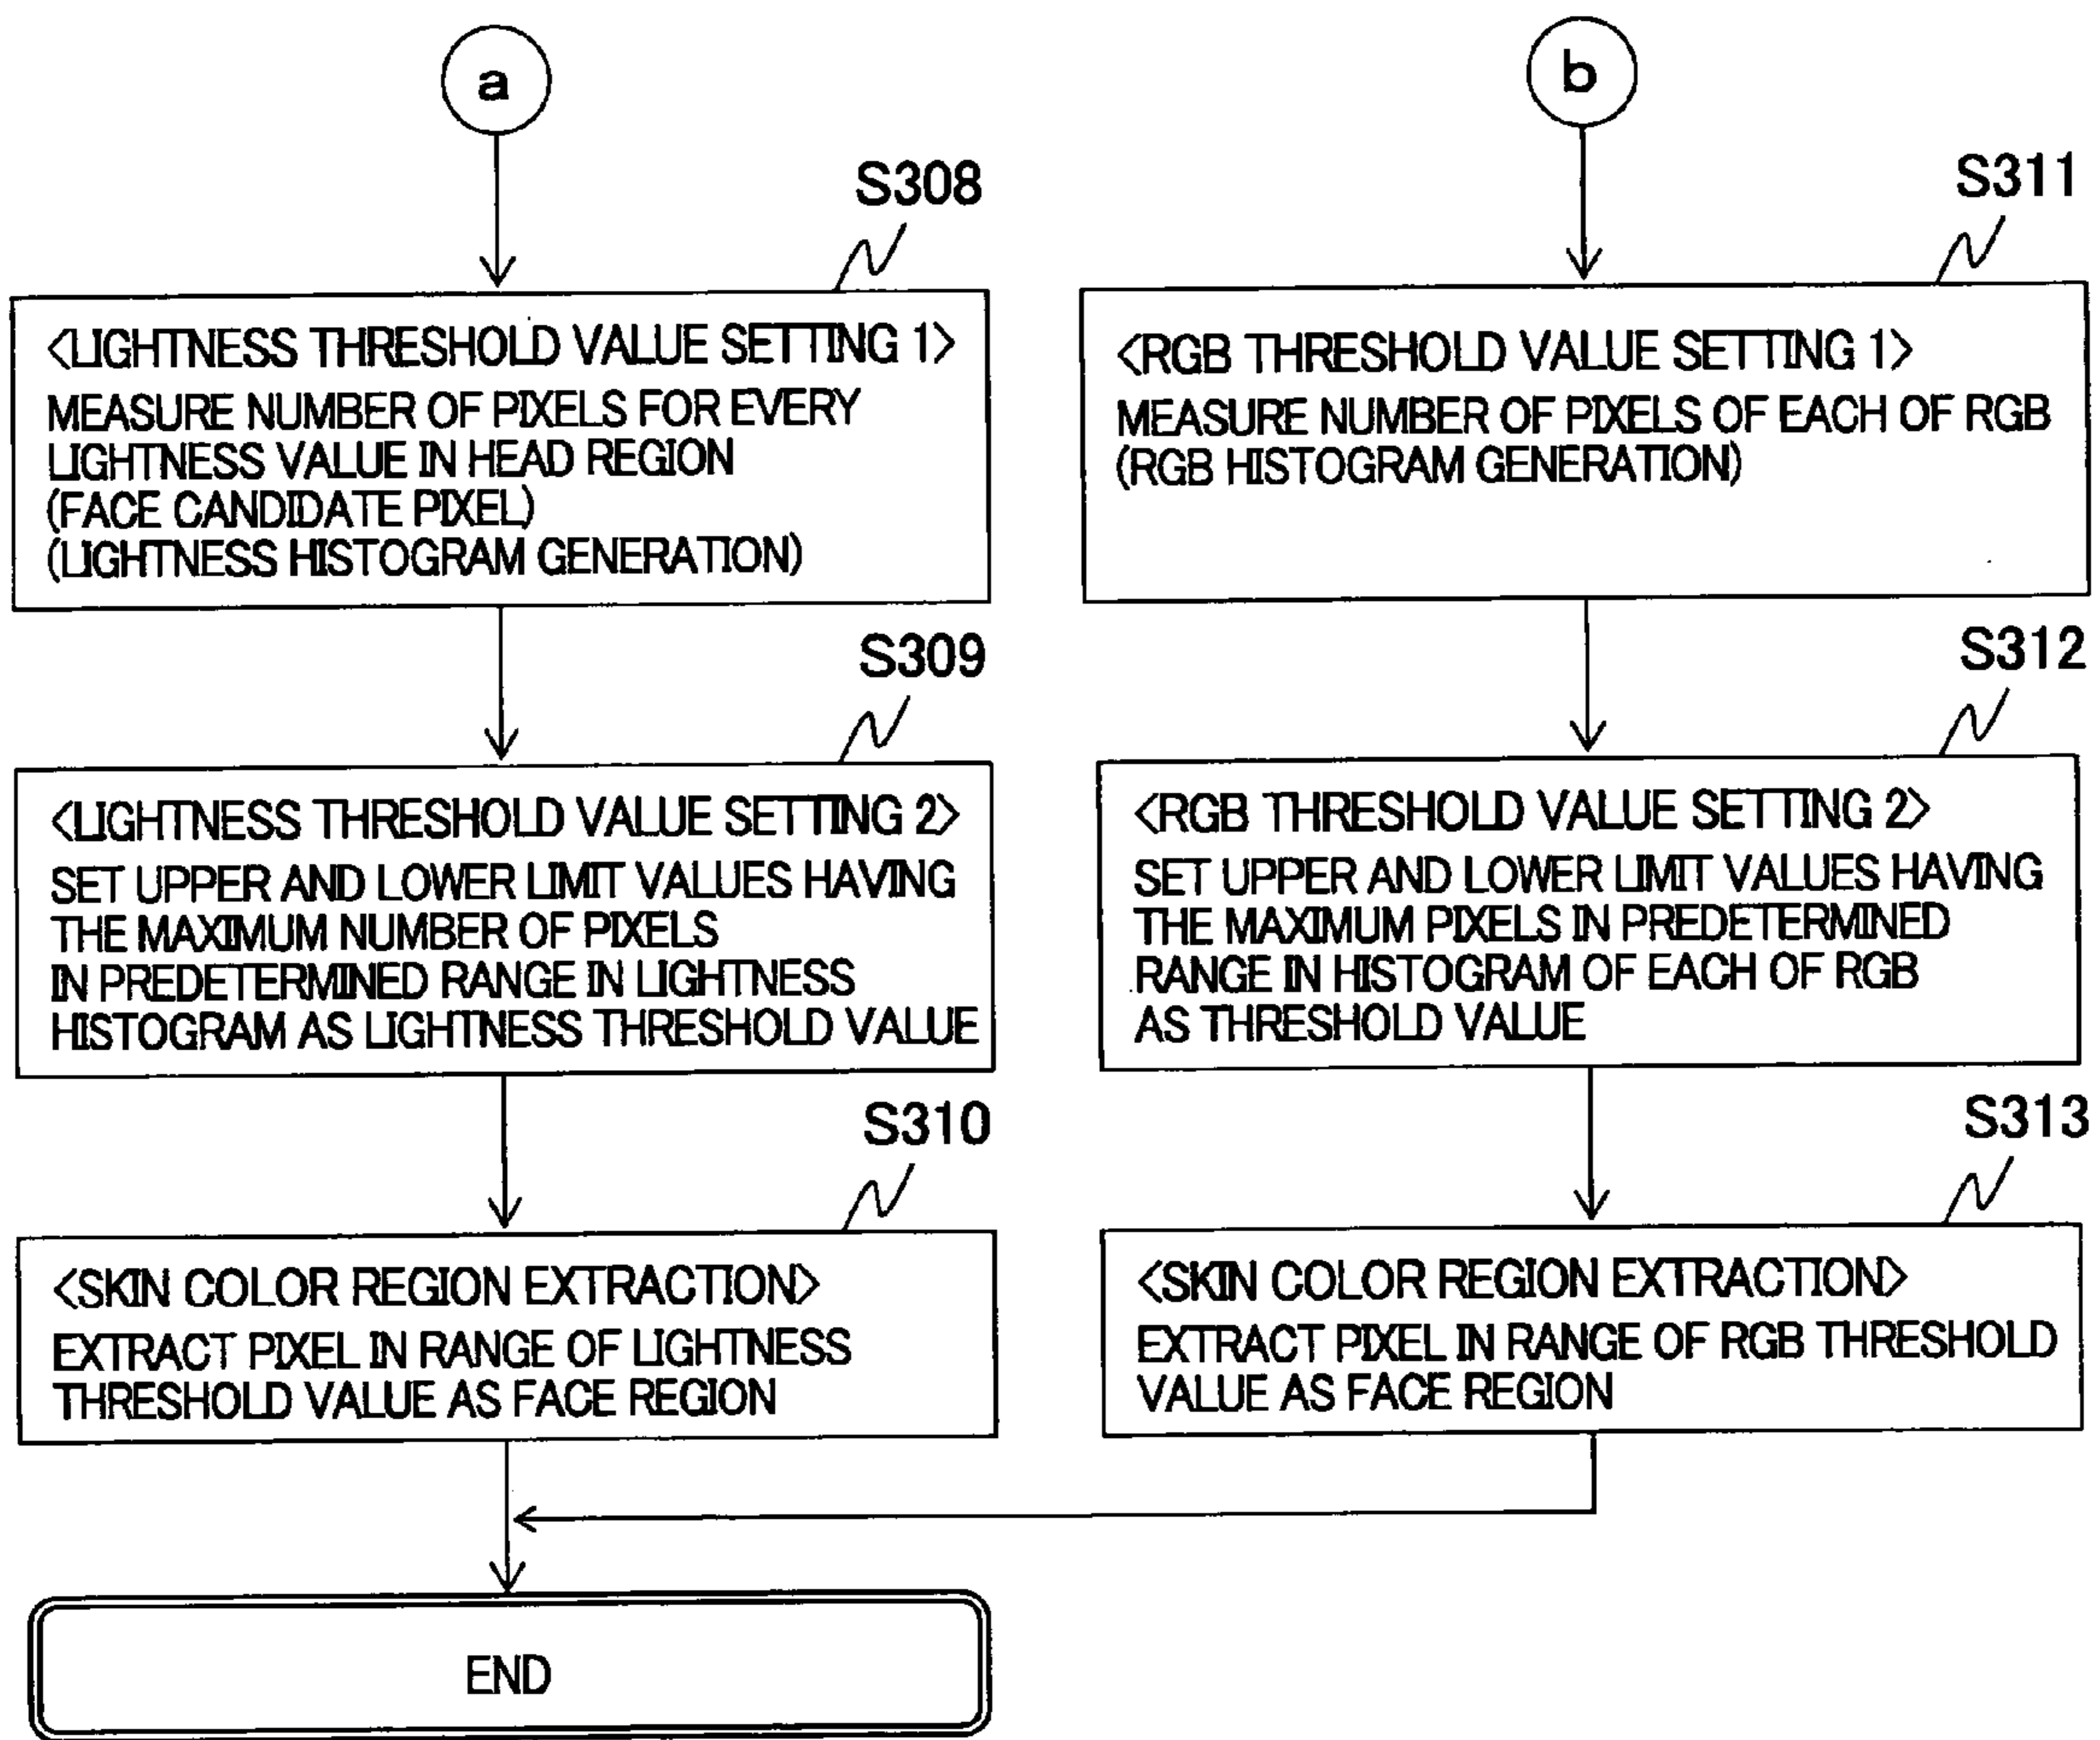 a
S308
<LIGHTNESS THRESHOLD VALUE SETTING 1>
MEASURE NUMBER OF PIXELS FOR EVERY
LIGHTNESS VALUE IN HEAD REGION
(FACE CANDIDATE PIXEL)
(LIGHTNESS HISTOGRAM GENERATION)
S309
<LIGHTNESS THRESHOLD VALUE SETTING 2>
SET UPPER AND LOWER LIMIT VALUES HAVING
THE MAXIMUM NUMBER OF PIXELS
IN PREDETERMINED RANGE IN LIGHTNESS
HISTOGRAM AS LIGHTNESS THRESHOLD VALUE
S310
<SKIN COLOR REGION EXTRACTION>
EXTRACT PIXEL IN RANGE OF LIGHTNESS
THRESHOLD VALUE AS FACE REGION
b
S311
<RGB THRESHOLD VALUE SETTING 1>
MEASURE NUMBER OF PIXELS OF EACH OF RGB
(RGB HISTOGRAM GENERATION)
S312
<RGB THRESHOLD VALUE SETTING 2>
SET UPPER AND LOWER LIMIT VALUES HAVING
THE MAXIMUM PIXELS IN PREDETERMINED
RANGE IN HISTOGRAM OF EACH OF RGB
AS THRESHOLD VALUE
S313
<SKIN COLOR REGION EXTRACTION>
EXTRACT PIXEL IN RANGE OF RGB THRESHOLD
VALUE AS FACE REGION
END